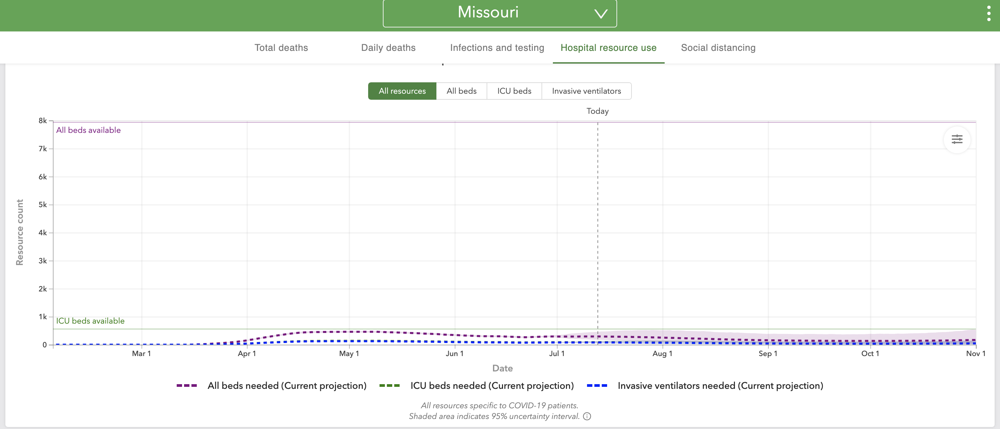 Missouri
Total deaths Daily deaths Infections and testing Hospital resource use Social distancing
All resources All beds ICU beds Invasive ventilators
Today
8k
All beds available
7k
6k
5k
4k
3k
2k
1k
ICU beds available
0
Resource count
Mar 1 Apr 1 May 1 Jun 1 Jul 1 Aug 1 Sep 1 Oct 1 Nov 1
Date
All beds needed (Current projection) ICU beds needed (Current projection) Invasive ventilators needed (Current projection)
All resources specific to COVID-19 patients.
Shaded area indicates 95% uncertainty interval.